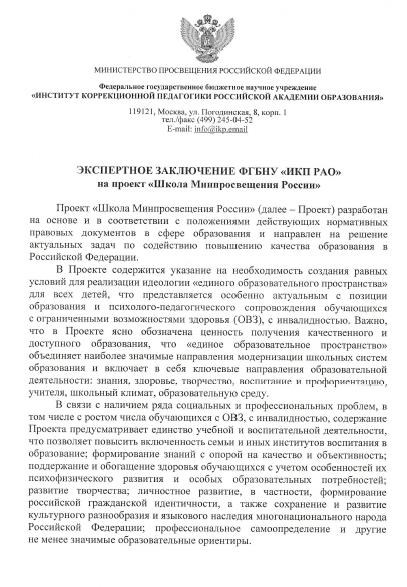 МИНИСТЕРСТВО ПРОСВЕЩЕНИЯ РОССИЙСКОЙ ФЕДЕРАЦИИ
Федеральное государственное бюджетное научное учреждение
«ИНСТИТУТ КОРРЕКЦИОННОЙ ПЕДАГОГИКИ РОССИЙСКОЙ АКАДЕМИИ ОБРАЗОВАНИЯ»
119121, Москва, ул. Погодинская, 8, корп. 1
тел./факс (499) 245-04-52
E-mail: info@ikp.email
ЭКСПЕРТНОЕ ЗАКЛЮЧЕНИЕ ФГБНУ «ИКП РАО»
на проект «Школа Минпросвещения России»
Проект «Школа Минпросвещения России» (далее – Проект) разработан
на основе и в соответствии с положениями действующих нормативных
правовых документов в сфере образования и направлен на решение
актуальных задач по содействию повышению качества образования в
Российской Федерации.
В Проекте содержится указание на необходимость создания равных
условий для реализации идеологии «единого образовательного пространства»
для всех детей, что представляется особенно актуальным с позиции
образования и психолого-педагогического сопровождения обучающихся
с ограниченными возможностями здоровья (ОВЗ), с инвалидностью. Важно,
что в Проекте ясно обозначена ценность получения качественного и
доступного образования, что «единое образовательное пространство»
объединяет наиболее значимые направления модернизации школьных систем
образования и включает в себя ключевые направления образовательной
деятельности: знания, здоровье, творчество, воспитание и профориентацию,
учителя, школьный климат, образовательную среду.
В связи с наличием ряда социальных и профессиональных проблем, в
том числе с ростом числа обучающихся с ОВЗ, с инвалидностью, содержание
Проекта предусматривает единство учебной и воспитательной деятельности,
что позволяет повысить включенность семьи и иных институтов воспитания в
образование; формирование знаний с опорой на качество и объективность;
поддержание и обогащение здоровья обучающихся с учетом особенностей их
психофизического развития и особых образовательных потребностей;
развитие творчества; личностное развитие, в частности, формирование
российской гражданской идентичности, а также сохранение и развитие
культурного разнообразия и языкового наследия многонационального народа
Российской Федерации; профессиональное самоопределение и другие
не менее значимые образовательные ориентиры.